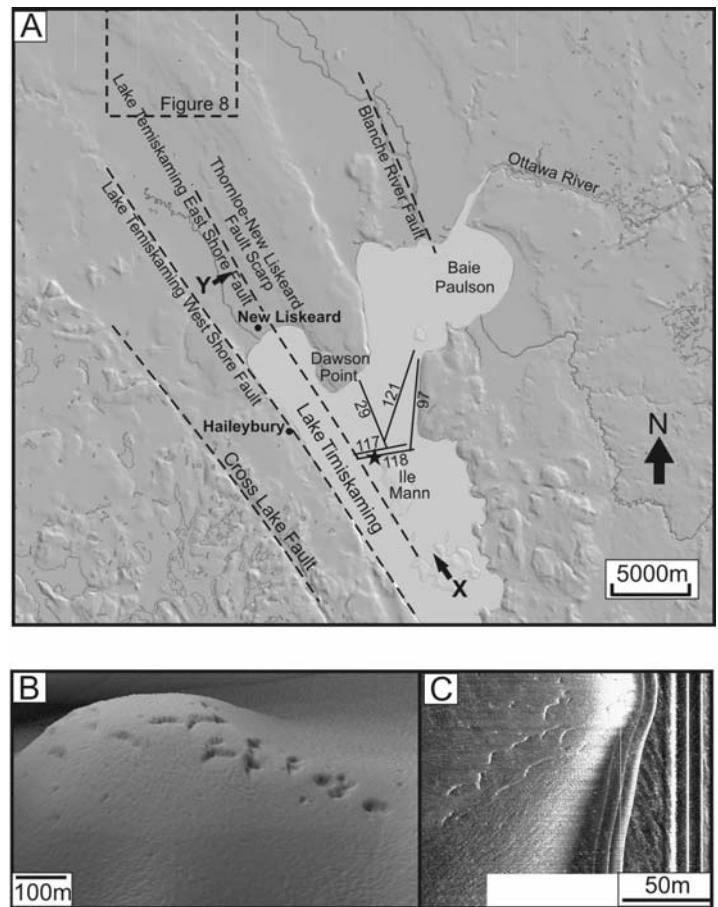 A
Figure 8
Lake Temiskaming East Shore Fault
Thornloe-New Liskeard
Fault Scarp
Blanche River Fault
Ottawa River
Lake Temiskaming West Shore Fault
Baie
Paulson
Y
New Liskeard
Dawson
Point
29
121
97
Haileybury
117
118
Ile
Mann
N
Lake Timiskaming
Cross Lake Fault
X
5000m
B
100m
C
50m